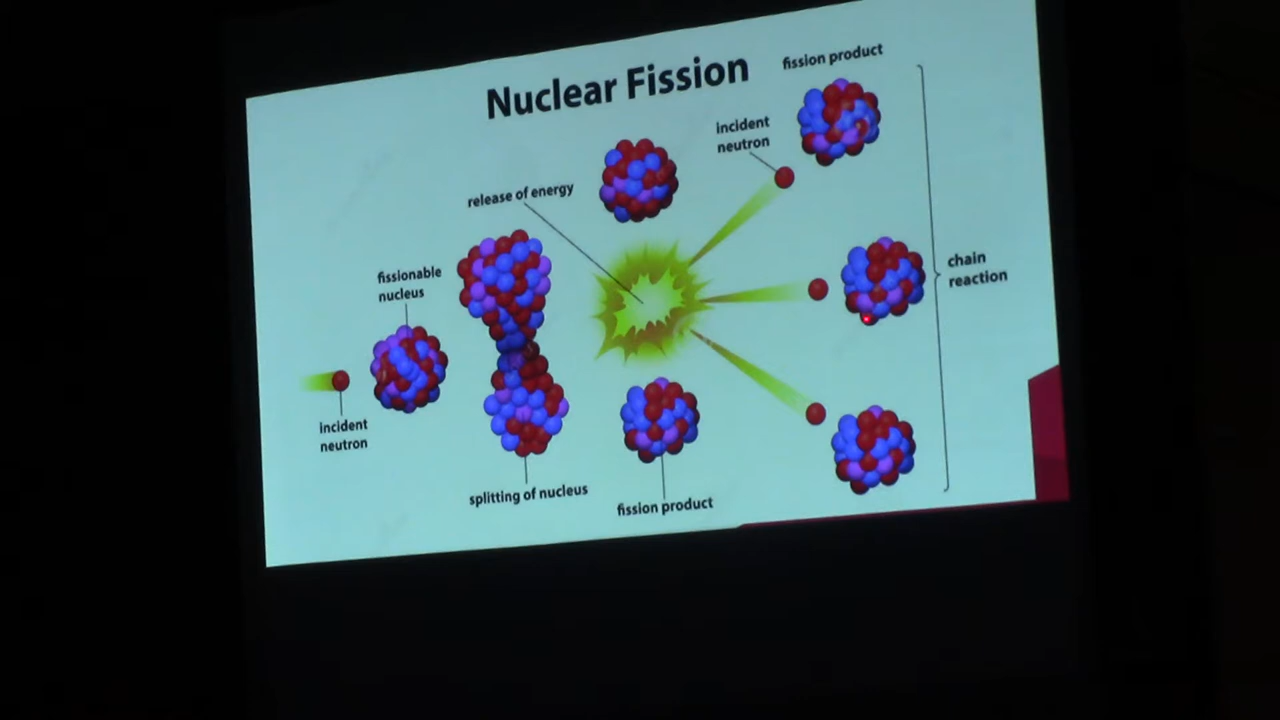 Nuclear Fission
fission product
incident
neutron
release of energy
fissionable
nucleus
chain
reaction
incident
neutron
splitting of nucleus
fission product